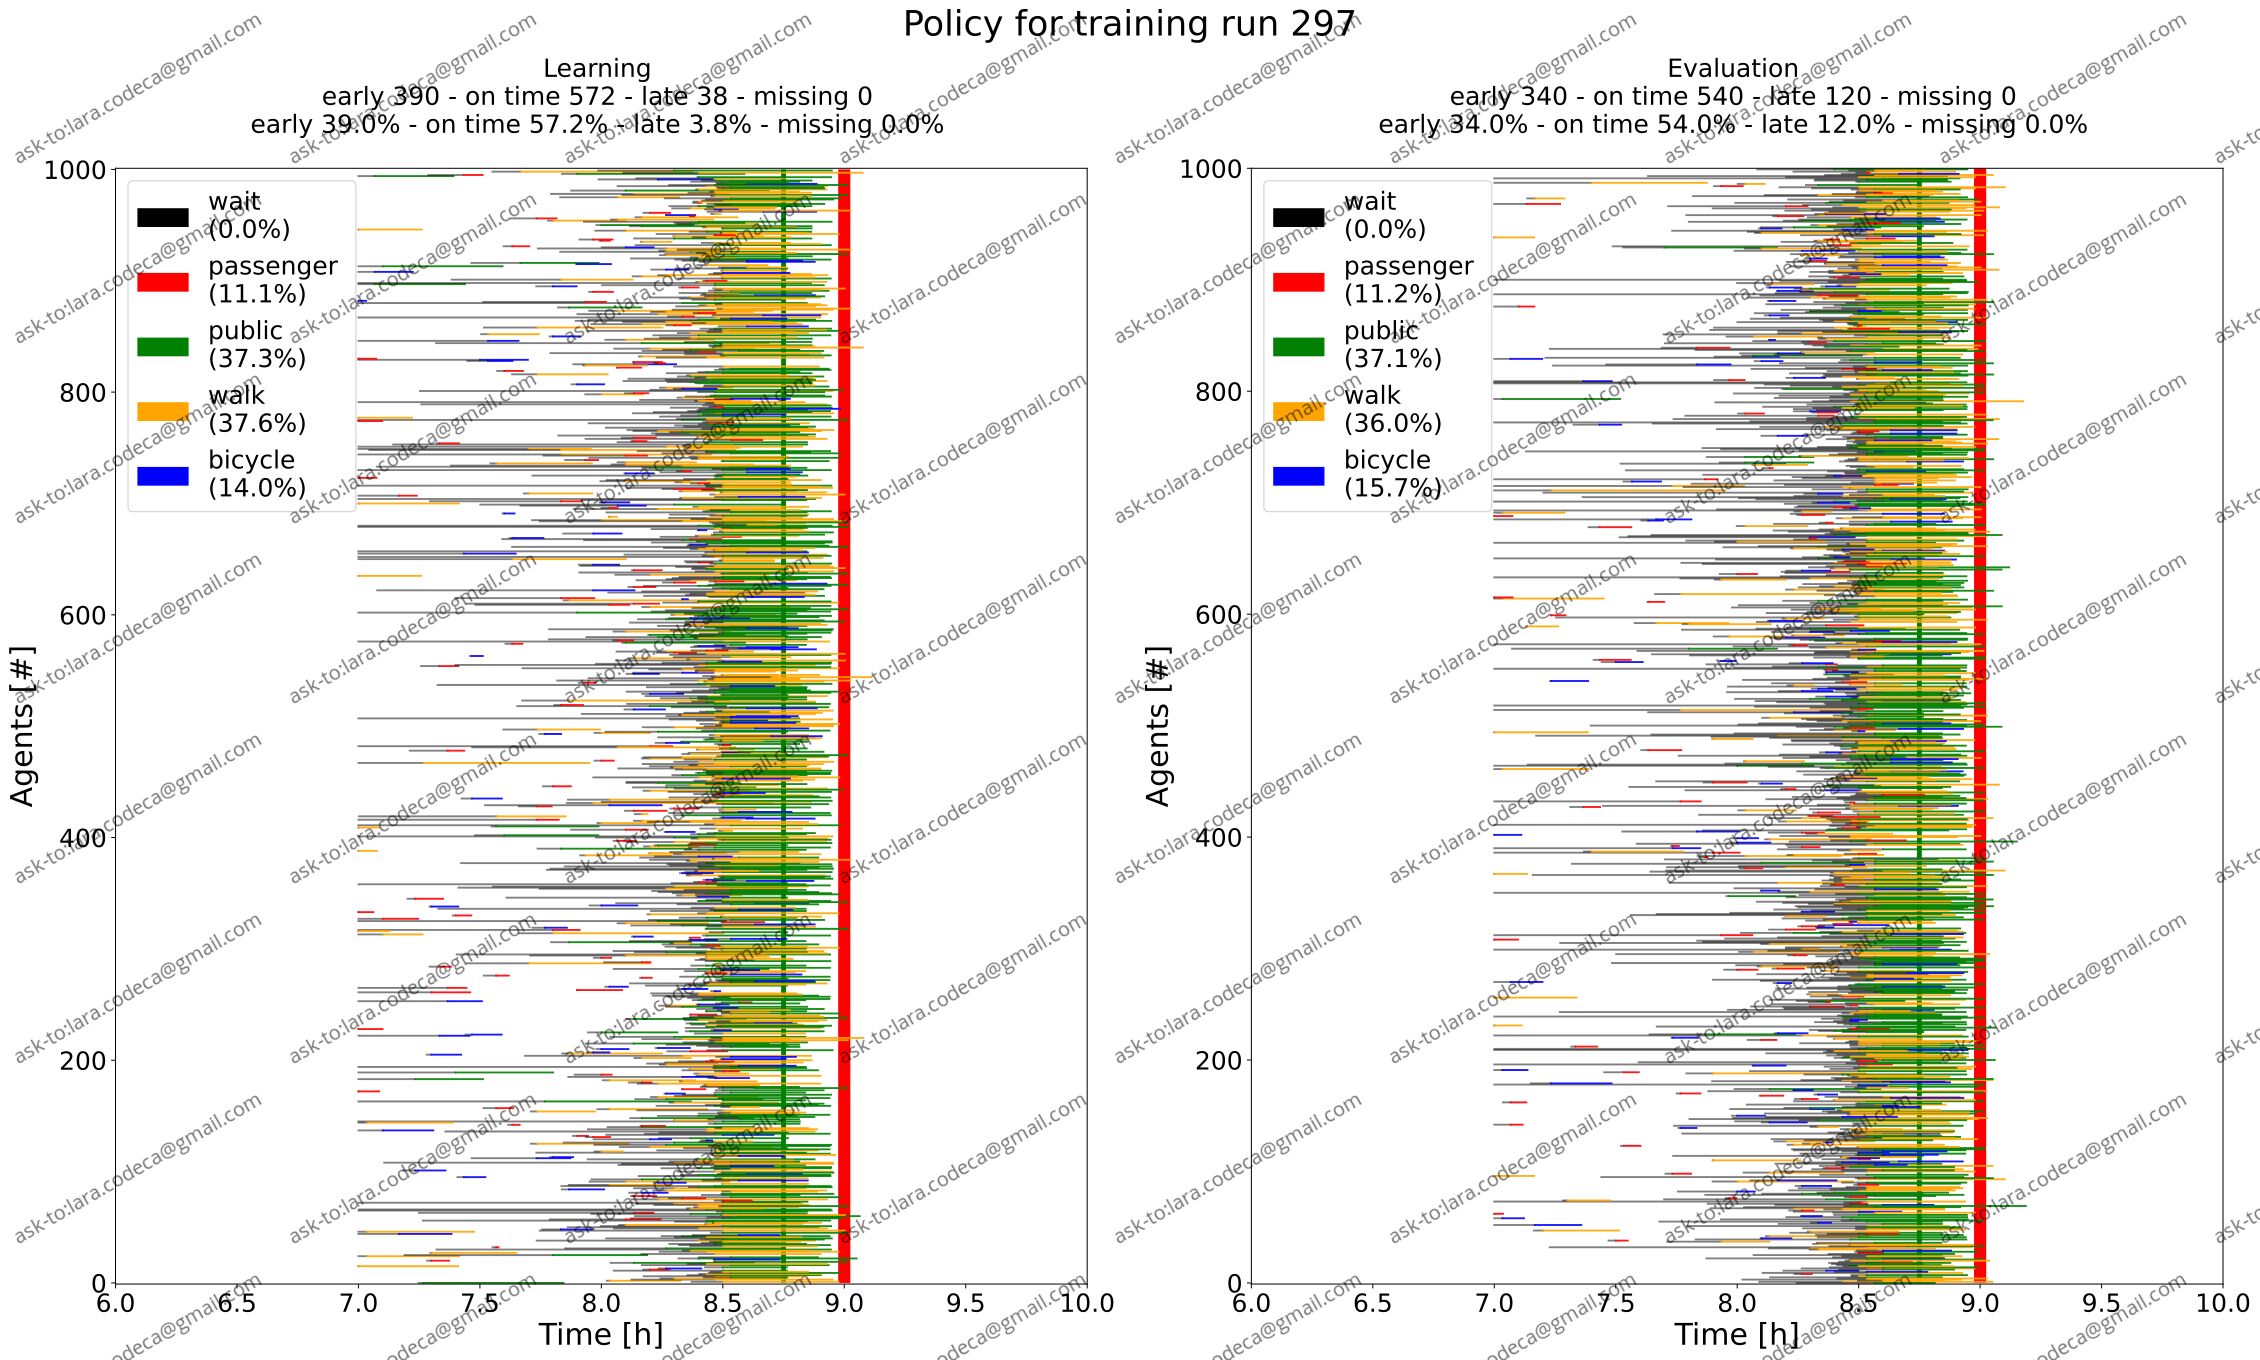 Policy for training run 297
Learning
early 390 - on time 572 - late 38 - missing 0
early 39.0% - on time 57.2% - late 3.8% - missing 0.0%
1000
800
600
400
200
0
Agents [#]
wait
(0.0%)
passenger
(11.1%)
public
(37.3%)
walk
(37.6%)
bicycle
(14.0%)
6.0 6.5 7.0 7.5 8.0 8.5 9.0 9.5 10.0
Time [h]
Evaluation
early 340 - on time 540 - late 120 - missing 0
early 34.0% - on time 54.0% - late 12.0% - missing 0.0%
1000
800
600
400
200
0
Agents [#]
wait
(0.0%)
passenger
(11.2%)
public
(37.1%)
walk
(36.0%)
bicycle
(15.7%)
6.0 6.5 7.0 7.5 8.0 8.5 9.0 9.5 10.0
Time [h]
ask-to:lara.codeca@gmail.com